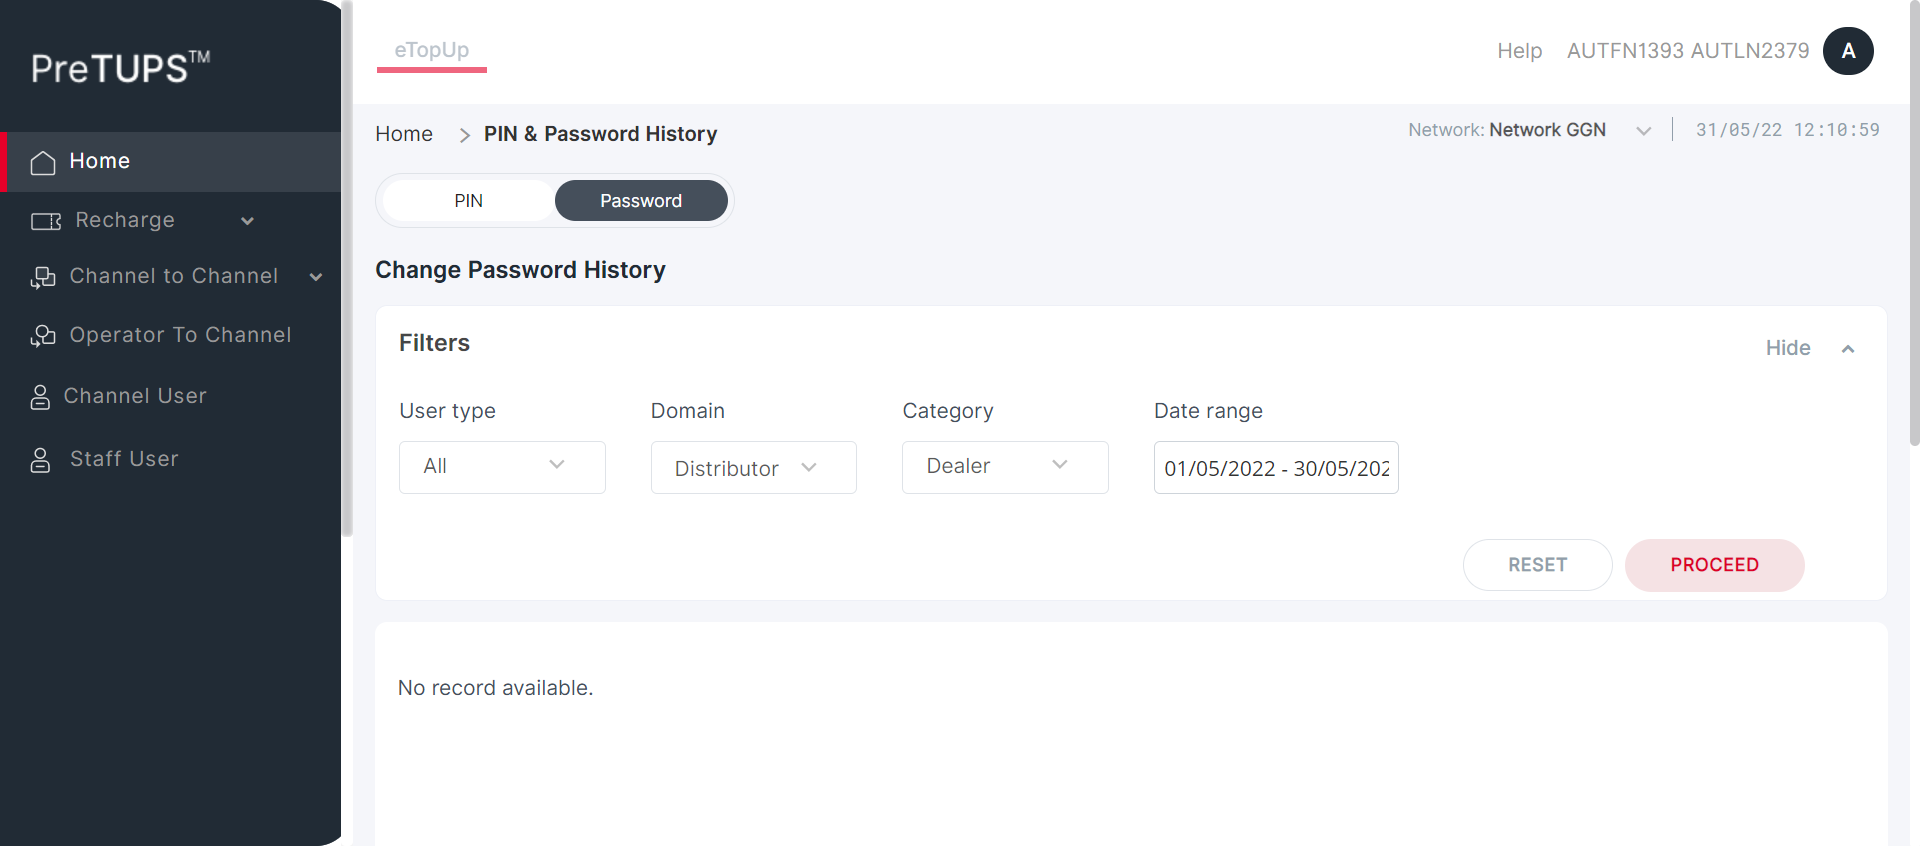 PreTUPS™
eTopUp
Help AUTFN1393 AUTLN2379 A
Home
Recharge
Channel to Channel
Operator To Channel
Channel User
Staff User
Home > PIN & Password History
Network: Network GGN 31/05/22 12:10:59
PIN Password
Change Password History
Filters
Hide
User type Domain Category Date range
All Distributor Dealer 01/05/2022 - 30/05/202
RESET PROCEED
No record available.